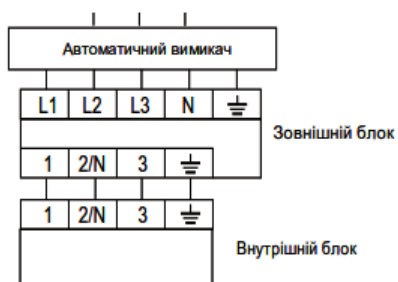 Автоматичний вимикач
L1 L2 L3 N
Зовнішній блок
1 2/N 3
1 2/N 3
Внутрішній блок